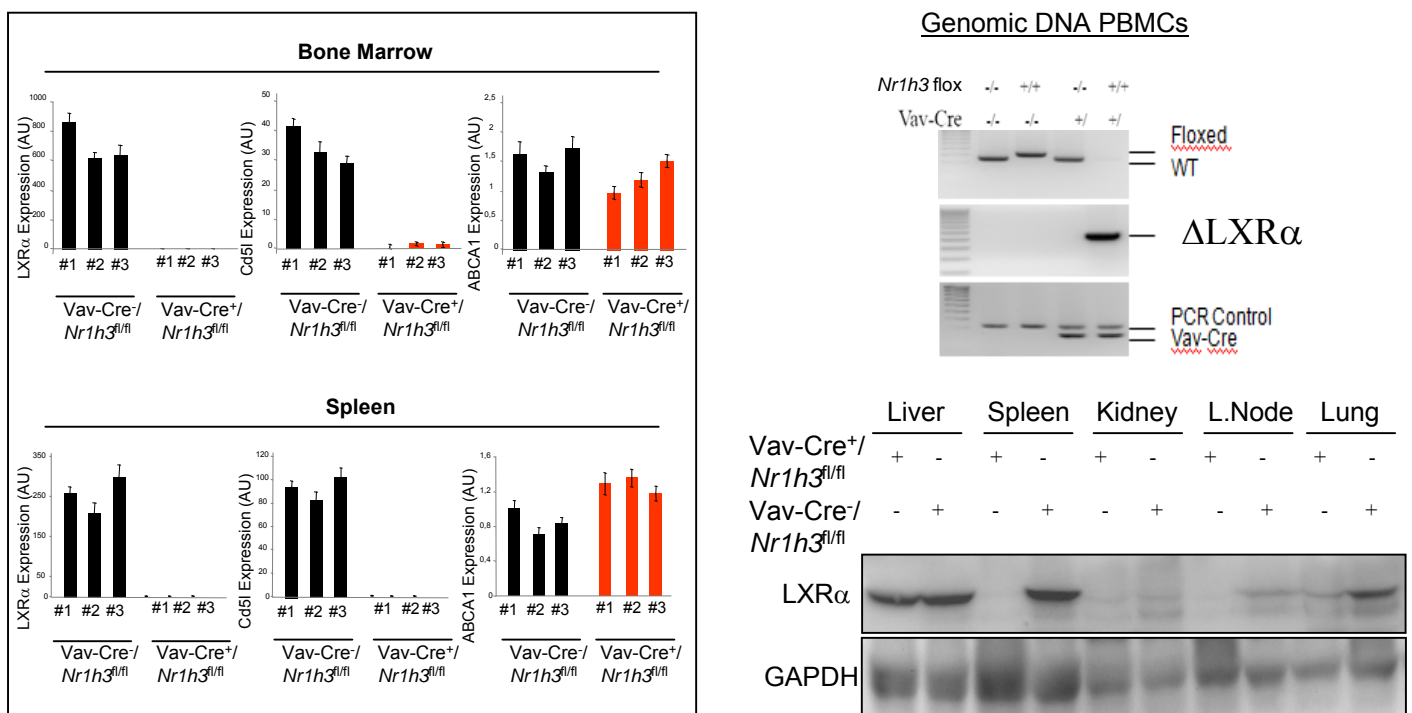 Bone Marrow
LXRα Expression (AU)
1000
800
600
400
200
0
#1 #2 #3 #1 #2 #3
Vav-Cre-/ Vav-Cre+/
Nr1h3fl/fl Nr1h3fl/fl
Cd5l Expression (AU)
50
40
30
20
10
0
#1 #2 #3 #1 #2 #3
Vav-Cre-/ Vav-Cre+/
Nr1h3fl/fl Nr1h3fl/fl
ABCA1 Expression (AU)
2,5
2
1,5
1
0,5
0
#1 #2 #3 #1 #2 #3
Vav-Cre-/ Vav-Cre+/
Nr1h3fl/fl Nr1h3fl/fl
Spleen
LXRα Expression (AU)
350
250
150
50
0
#1 #2 #3 #1 #2 #3
Vav-Cre-/ Vav-Cre+/
Nr1h3fl/fl Nr1h3fl/fl
Cd5l Expression (AU)
120
100
80
60
40
20
0
#1 #2 #3 #1 #2 #3
Vav-Cre-/ Vav-Cre+/
Nr1h3fl/fl Nr1h3fl/fl
ABCA1 Expression (AU)
1,6
1,2
0,8
0,4
0
#1 #2 #3 #1 #2 #3
Vav-Cre-/ Vav-Cre+/
Nr1h3fl/fl Nr1h3fl/fl
Genomic DNA PBMCs
Nr1h3 flox -/- +/+ -/- +/+
Vav-Cre -/- -/- +/ +/
Floxed
WT
ΔLXRα
PCR Control
Vav-Cre
Liver Spleen Kidney L.Node Lung
Vav-Cre+/ + - + - + - + - + -
Nr1h3fl/fl
Vav-Cre-/ - + - + - + - + - +
Nr1h3fl/fl
LXRα
GAPDH